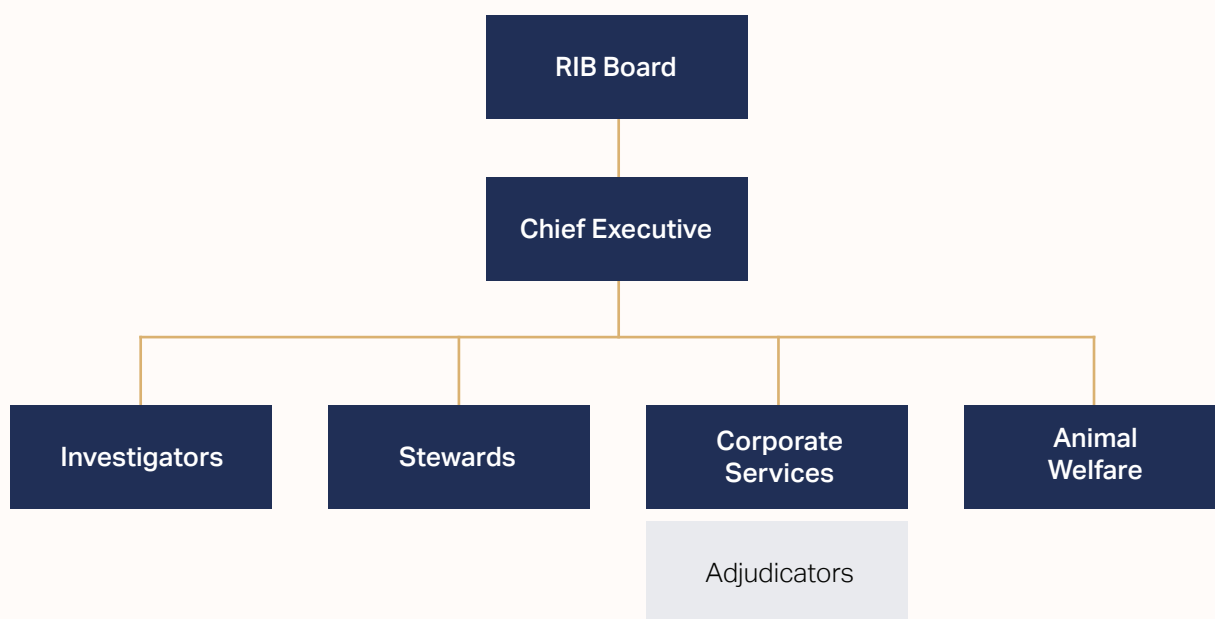 RIB Board
Chief Executive
Investigators
Stewards
Corporate
Services
Animal
Welfare
Adjudicators